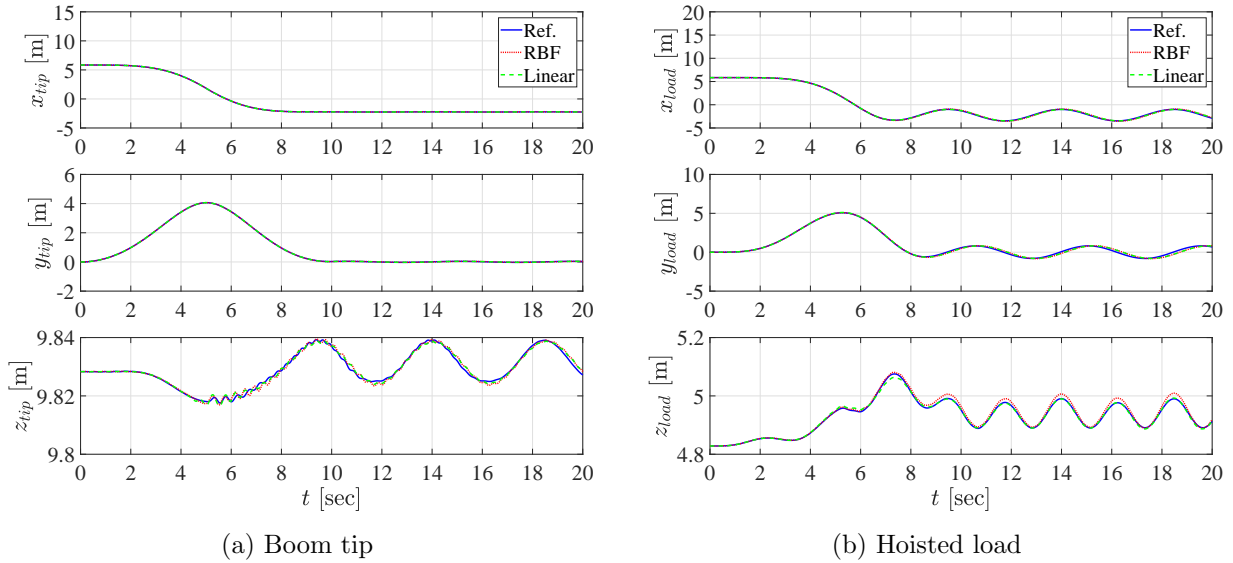 15
10
5
0
-5
x_tip [m]
Ref.
RBF
Linear
0 2 4 6 8 10 12 14 16 18 20
6
4
2
0
-2
y_tip [m]
0 2 4 6 8 10 12 14 16 18 20
9.84
9.82
9.8
z_tip [m]
0 2 4 6 8 10 12 14 16 18 20
t [sec]
(a) Boom tip
20
15
10
5
0
-5
x_load [m]
Ref.
RBF
Linear
0 2 4 6 8 10 12 14 16 18 20
10
5
0
-5
y_load [m]
0 2 4 6 8 10 12 14 16 18 20
5.2
5
4.8
z_load [m]
0 2 4 6 8 10 12 14 16 18 20
t [sec]
(b) Hoisted load